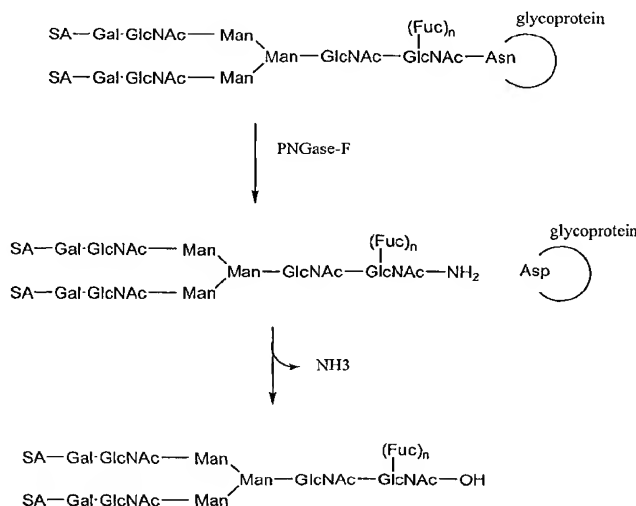 glycoprotein
(Fuc)n
SA—Gal·GlcNAc—Man
Man—GlcNAc—GlcNAc—Asn
SA—Gal·GlcNAc—Man
PNGase-F
glycoprotein
(Fuc)n
SA—Gal·GlcNAc—Man
Man—GlcNAc—GlcNAc—NH2
Asp
SA—Gal·GlcNAc—Man
NH3
(Fuc)n
SA—Gal·GlcNAc—Man
Man—GlcNAc—GlcNAc—OH
SA—Gal·GlcNAc—Man